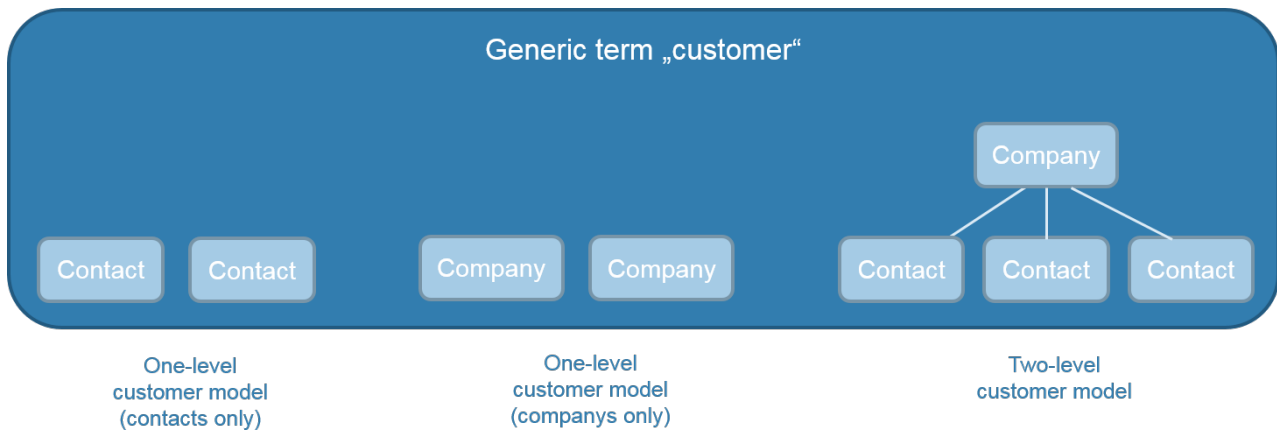 Generic term „customer“
Company
Contact Contact
Company Company
Contact Contact Contact
One-level
customer model
(contacts only)
One-level
customer model
(companys only)
Two-level
customer model